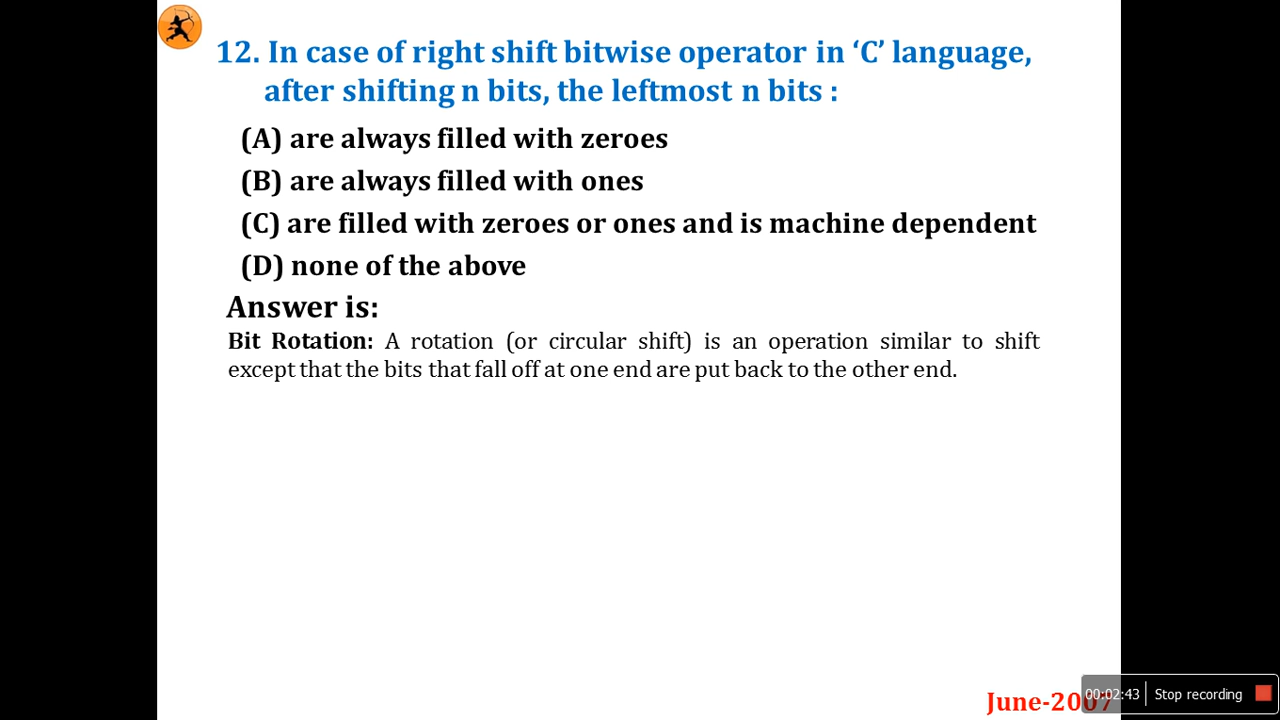 12. In case of right shift bitwise operator in ‘C’ language,
after shifting n bits, the leftmost n bits :
(A) are always filled with zeroes
(B) are always filled with ones
(C) are filled with zeroes or ones and is machine dependent
(D) none of the above
Answer is:
Bit Rotation: A rotation (or circular shift) is an operation similar to shift
except that the bits that fall off at one end are put back to the other end.
June-2007
00:02:43 Stop recording